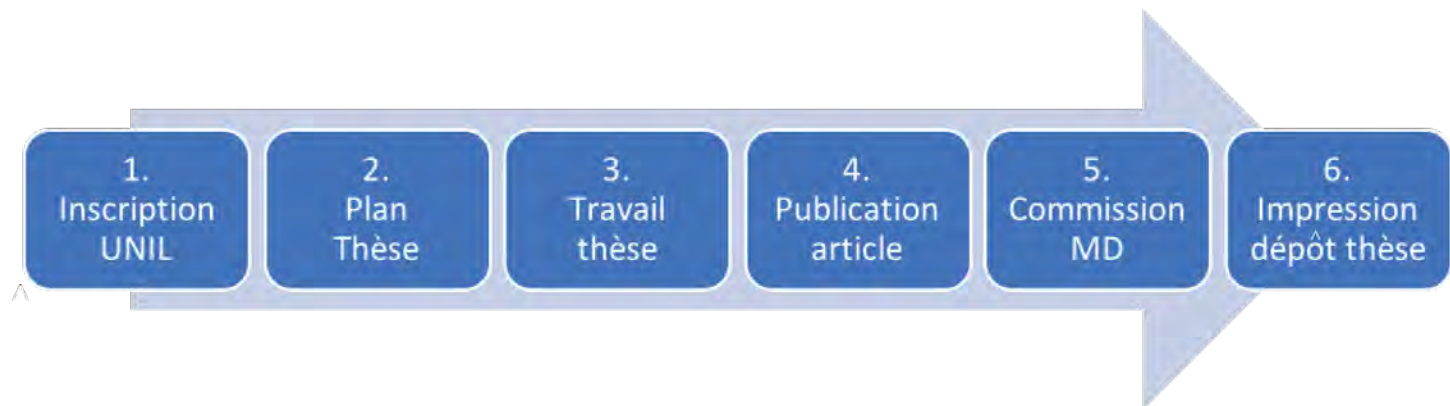 1.
Inscription
UNIL
2.
Plan
Thèse
3.
Travail
thèse
4.
Publication
article
5.
Commission
MD
6.
Impression
dépôt thèse